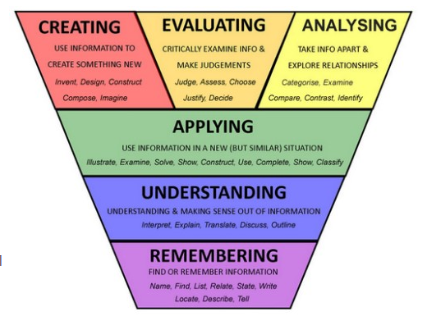 CREATING
USE INFORMATION TO
CREATE SOMETHING NEW
Invent, Design, Construct
Compose, Imagine
EVALUATING
CRITICALLY EXAMINE INFO &
MAKE JUDGEMENTS
Judge, Assess, Choose
Justify, Decide
ANALYSING
TAKE INFO APART &
EXPLORE RELATIONSHIPS
Categorise, Examine
Compare, Contrast, Identify
APPLYING
USE INFORMATION IN A NEW (BUT SIMILAR) SITUATION
Illustrate, Examine, Solve, Show, Construct, Use, Complete, Show, Classify
UNDERSTANDING
UNDERSTANDING & MAKING SENSE OUT OF INFORMATION
Interpret, Explain, Translate, Discuss, Outline
REMEMBERING
FIND OR REMEMBER INFORMATION
Name, Find, List, Relate, State, Write
Locate, Describe, Tell